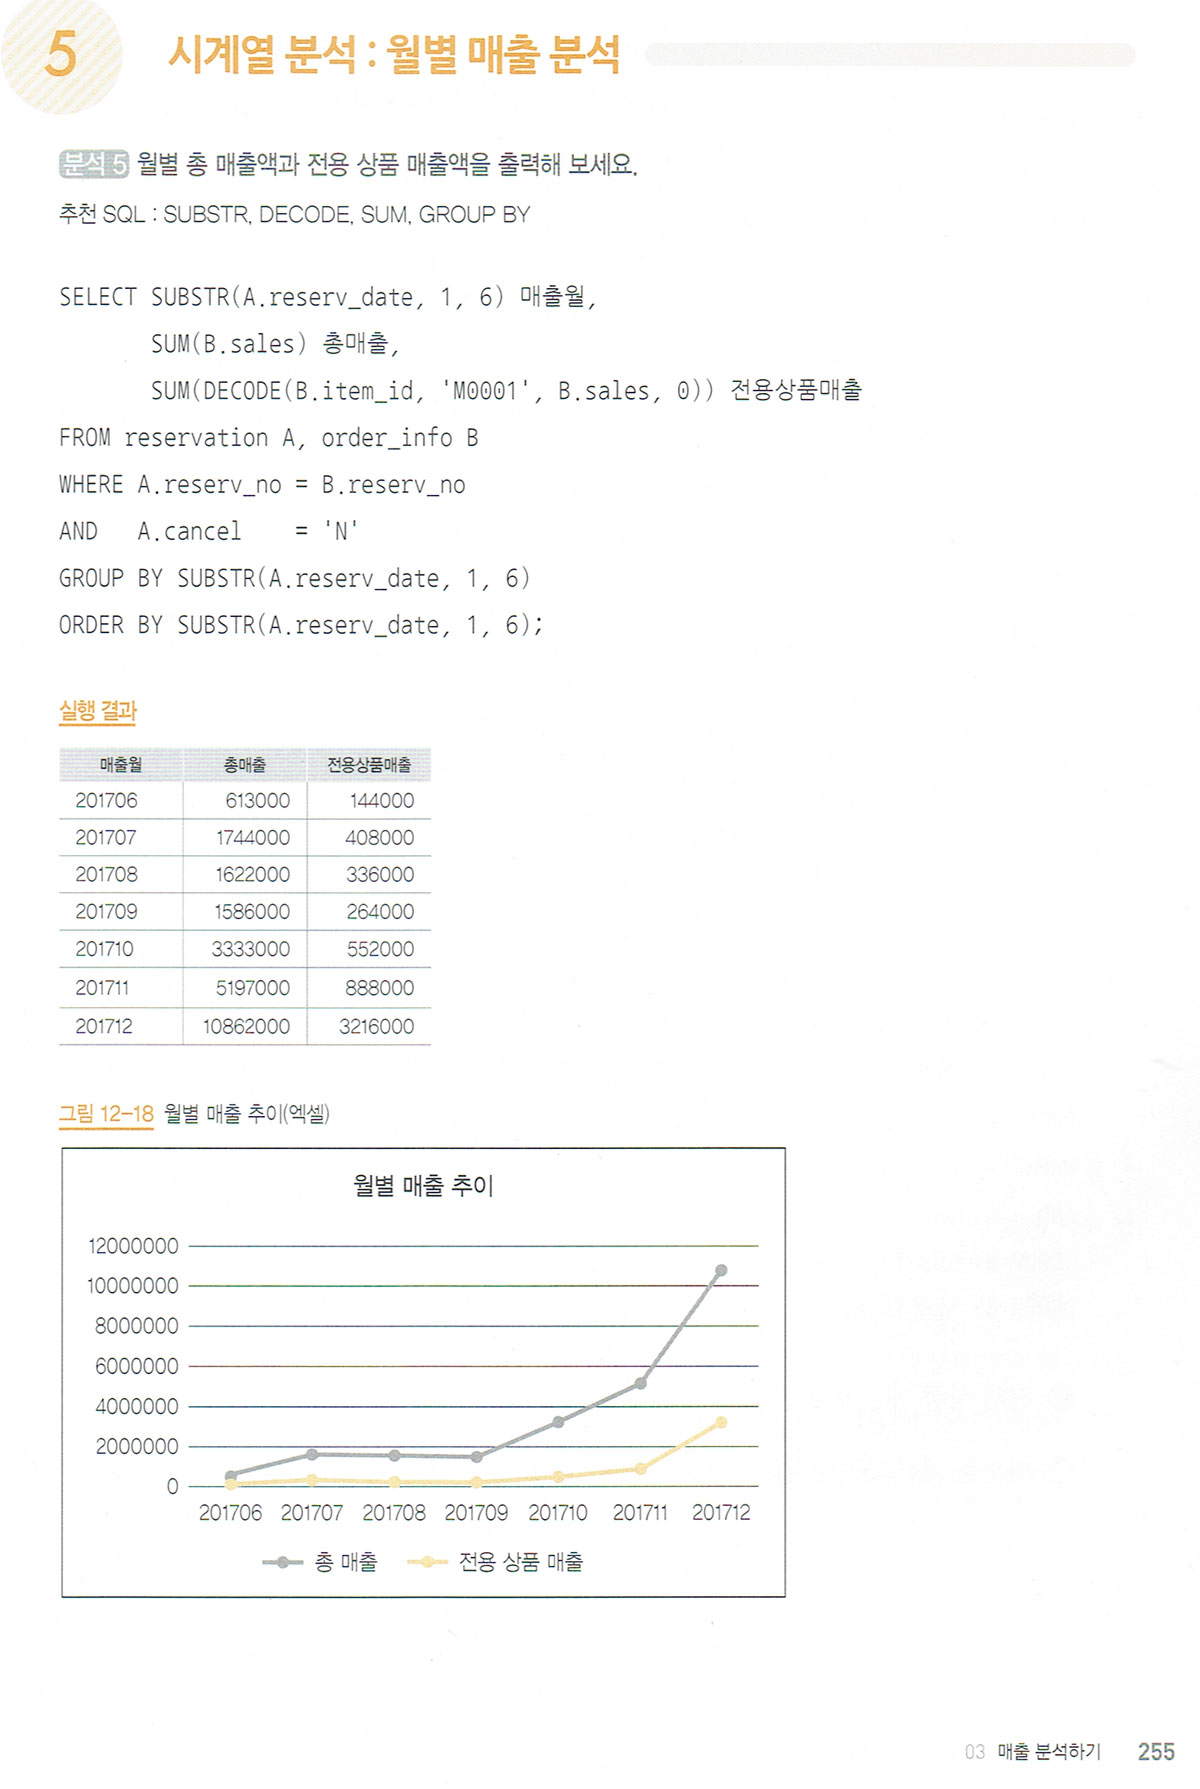 5
시계열 분석 : 월별 매출 분석
분석 5 월별 총 매출액과 전용 상품 매출액을 출력해 보세요.
추천 SQL : SUBSTR, DECODE, SUM, GROUP BY
SELECT SUBSTR(A.reserv_date, 1, 6) 매출월,
SUM(B.sales) 총매출,
SUM(DECODE(B.item_id, 'M0001', B.sales, 0)) 전용상품매출
FROM reservation A, order_info B
WHERE A.reserv_no = B.reserv_no
AND A.cancel = 'N'
GROUP BY SUBSTR(A.reserv_date, 1, 6)
ORDER BY SUBSTR(A.reserv_date, 1, 6);
실행 결과
매출월 총매출 전용상품매출
201706 613000 144000
201707 1744000 408000
201708 1622000 336000
201709 1586000 264000
201710 3333000 552000
201711 5197000 888000
201712 10862000 3216000
그림 12-18 월별 매출 추이(엑셀)
월별 매출 추이
12000000
10000000
8000000
6000000
4000000
2000000
0
201706 201707 201708 201709 201710 201711 201712
총 매출 전용 상품 매출
03 매출 분석하기 255